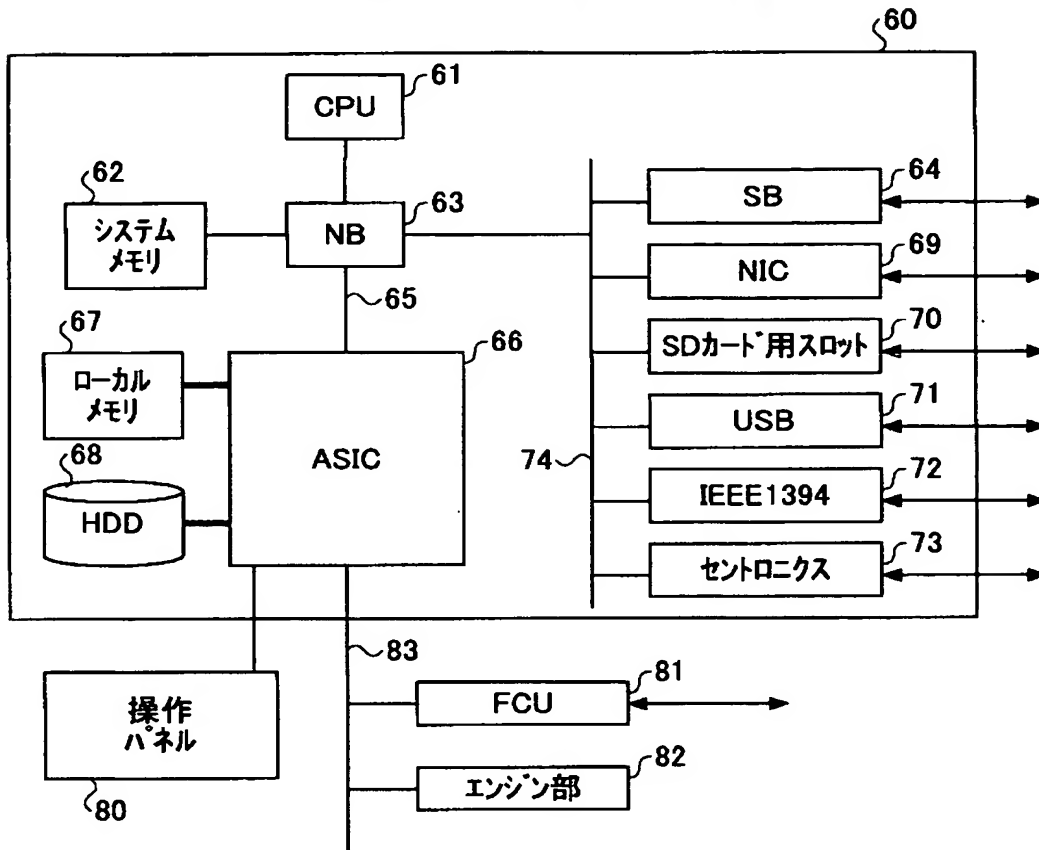 60
61
CPU
62
システム
メモリ
63
NB
64
SB
65
69
NIC
67
ローカル
メモリ
66
ASIC
70
SDカード用スロット
71
USB
68
HDD
74
72
IEEE1394
73
セントロニクス
83
操作
パネル
80
81
FCU
82
エンジン部